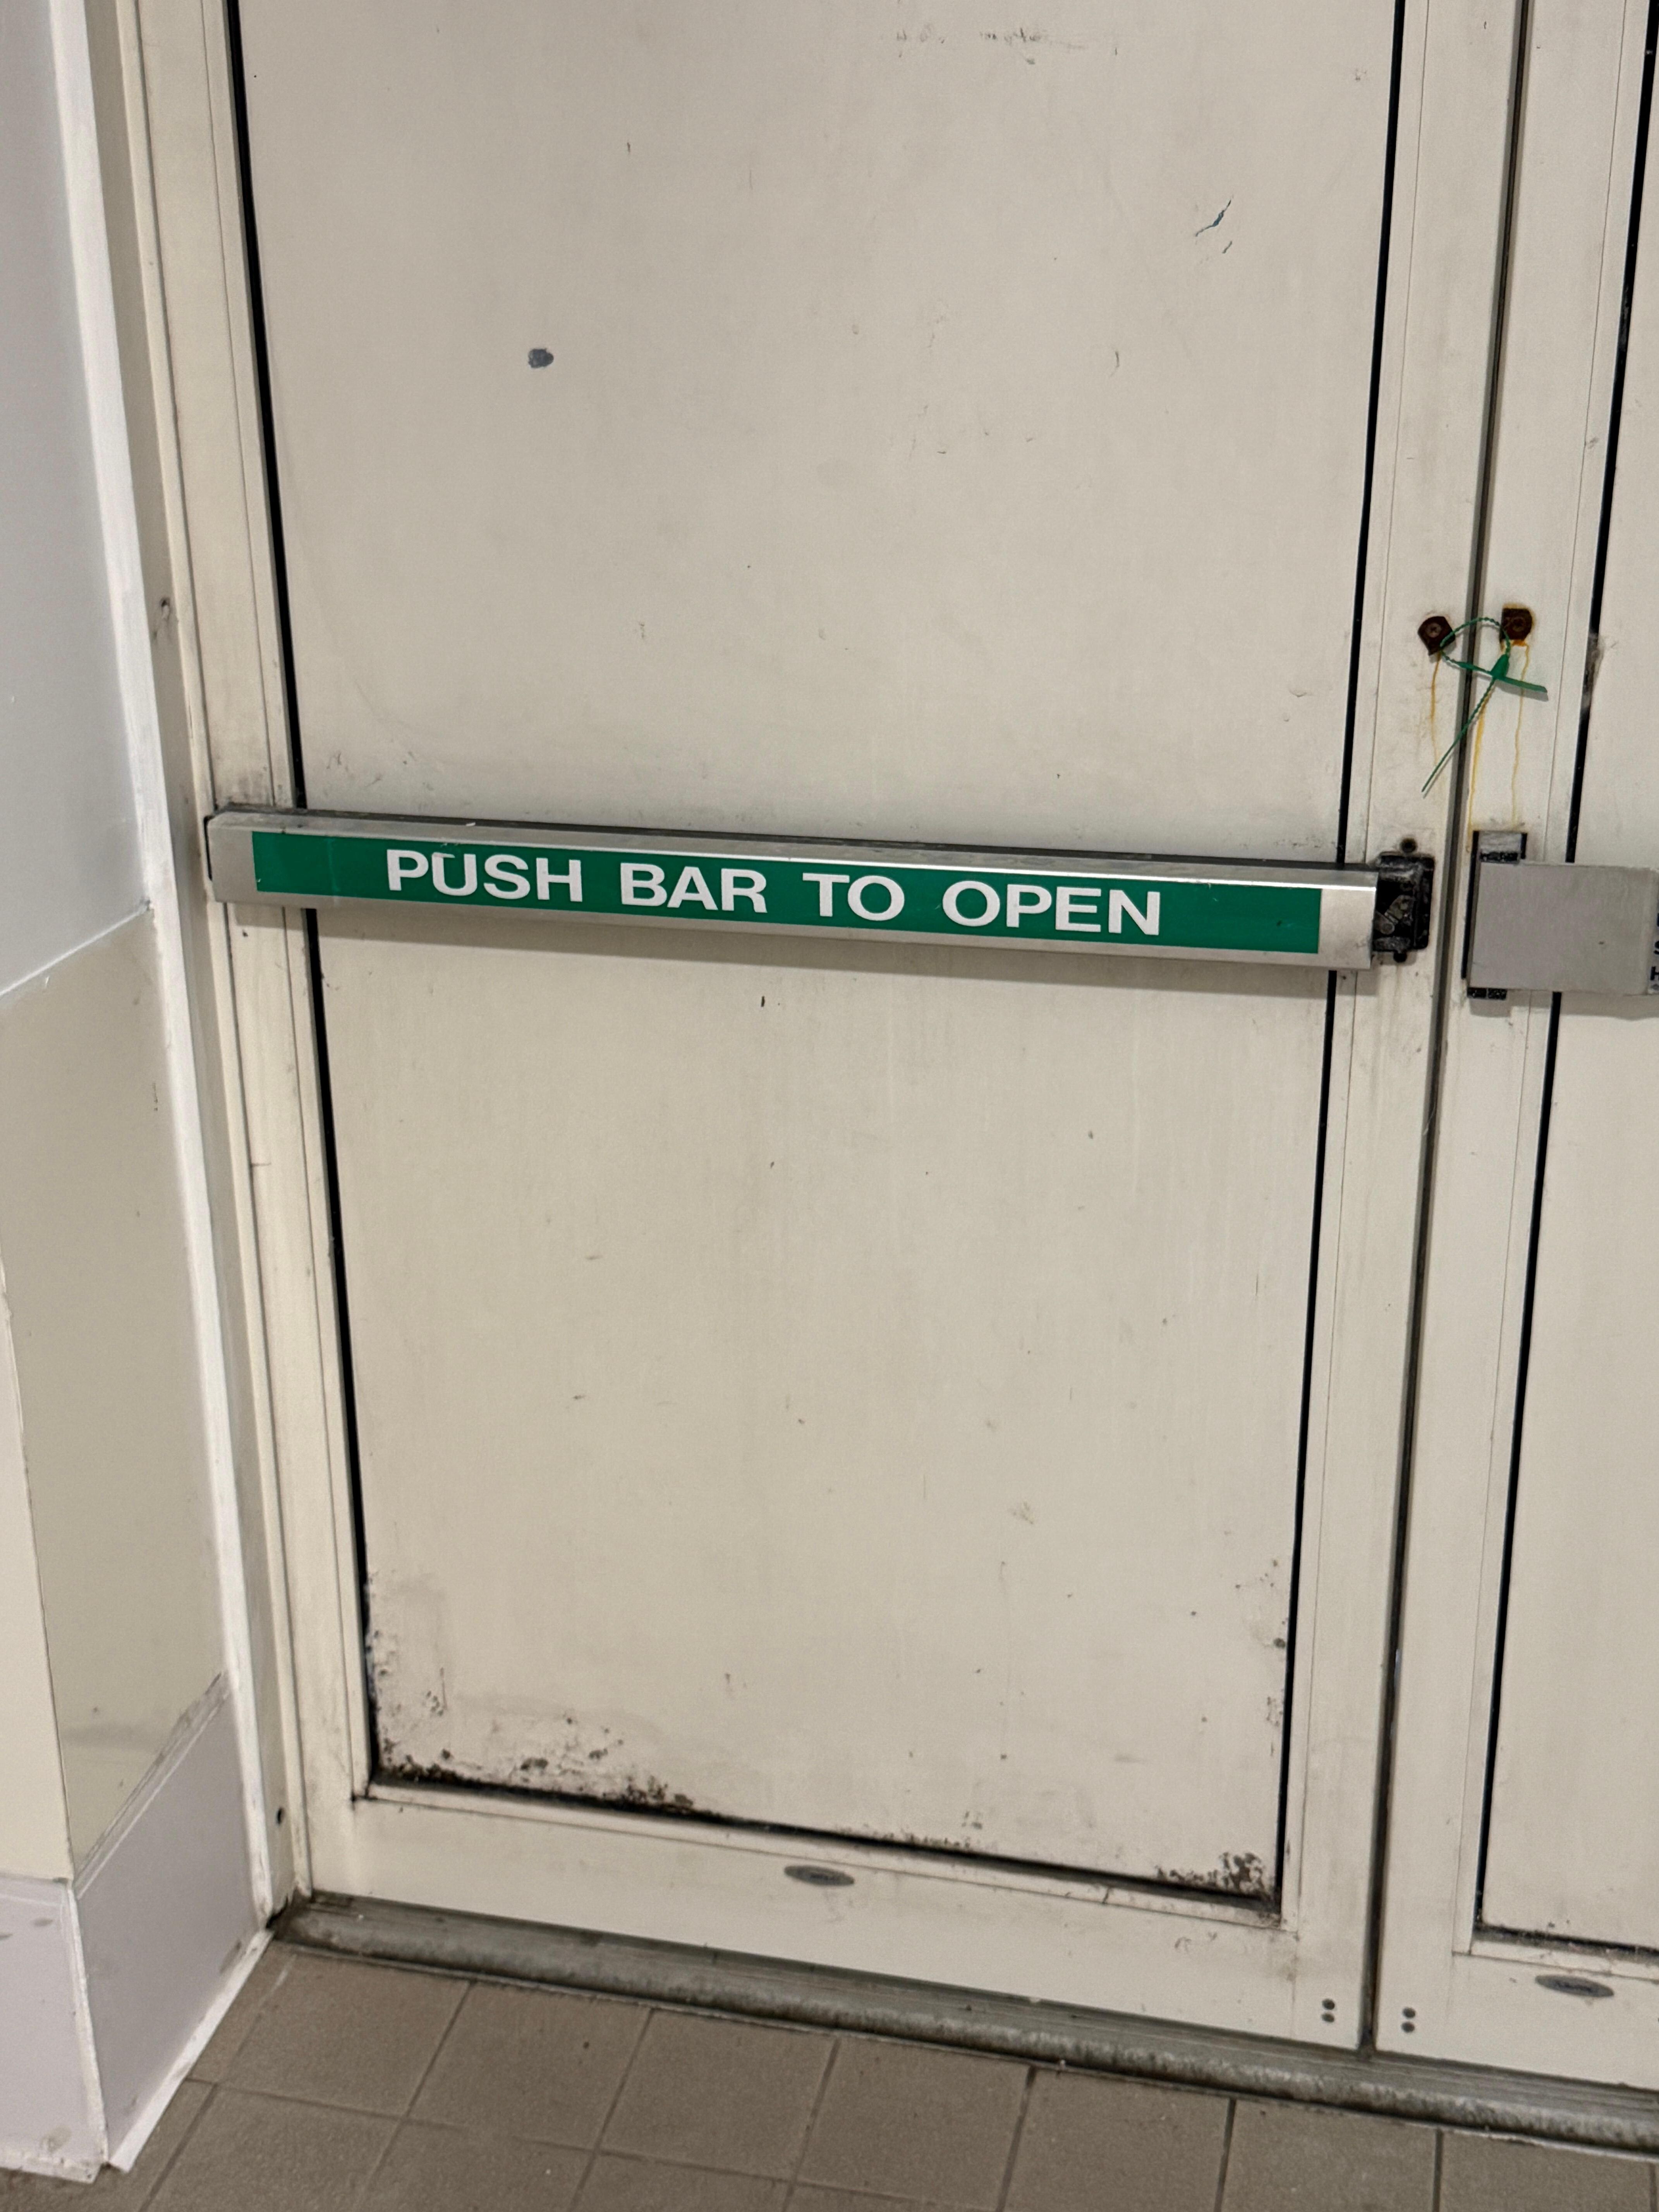 PUSH BAR TO OPEN